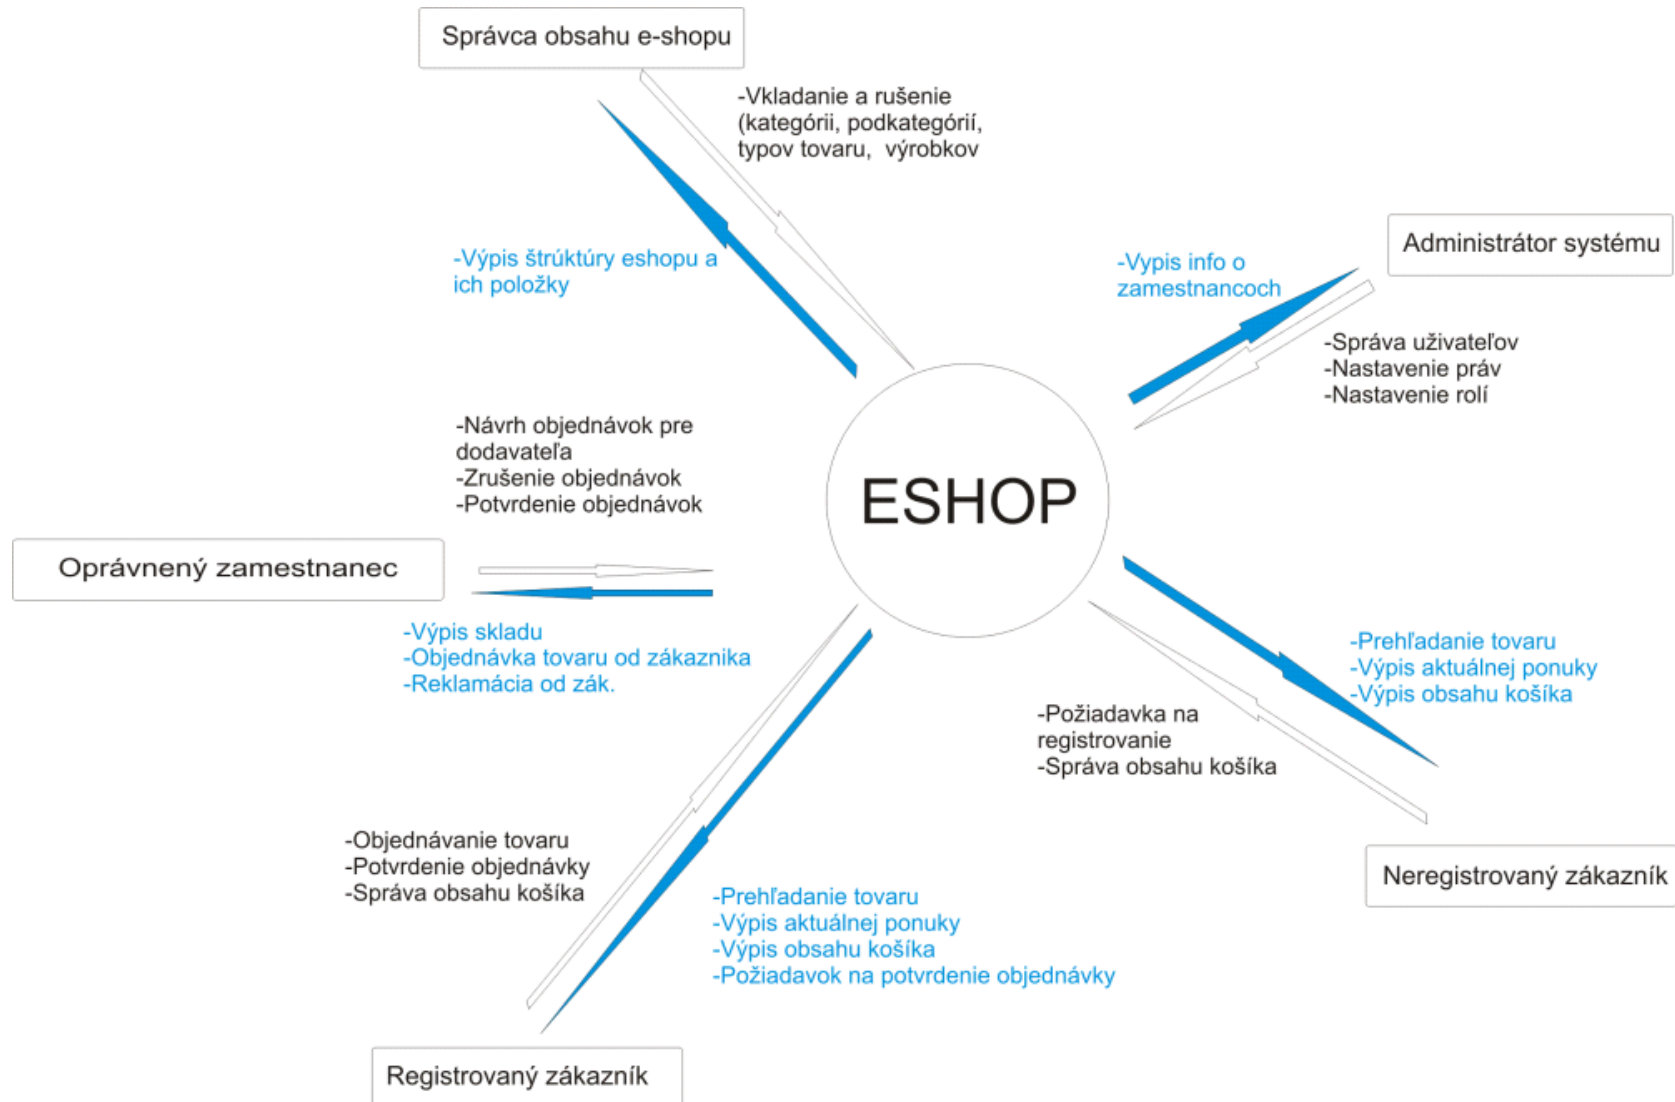 Správca obsahu e-shopu
-Vkladanie a rušenie
(kategórii, podkategórií,
typov tovaru, výrobkov
-Výpis štrúktúry eshopu a
ich položky
-Vypis info o
zamestnancoch
Administrátor systému
-Správa uživateľov
-Nastavenie práv
-Nastavenie rolí
-Návrh objednávok pre
dodavateľa
-Zrušenie objednávok
-Potvrdenie objednávok
ESHOP
Oprávnený zamestnanec
-Výpis skladu
-Objednávka tovaru od zákaznika
-Reklamácia od zák.
-Prehľadanie tovaru
-Výpis aktuálnej ponuky
-Výpis obsahu košíka
-Požiadavka na
registrovanie
-Správa obsahu košíka
Neregistrovaný zákazník
-Objednávanie tovaru
-Potvrdenie objednávky
-Správa obsahu košíka
-Prehľadanie tovaru
-Výpis aktuálnej ponuky
-Výpis obsahu košíka
-Požiadavok na potvrdenie objednávky
Registrovaný zákazník